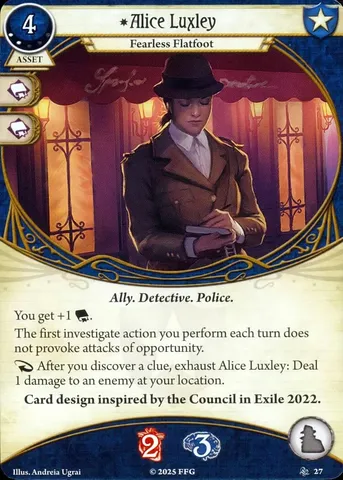 4
ASSET
Alice Luxley
Fearless Flatfoot
Ally. Detective. Police.
You get +1 .
The first investigate action you perform each turn does
not provoke attacks of opportunity.
After you discover a clue, exhaust Alice Luxley: Deal
1 damage to an enemy at your location.
Card design inspired by the Council in Exile 2022.
2 3
Illus. Andreia Ugrai © 2025 FFG 27